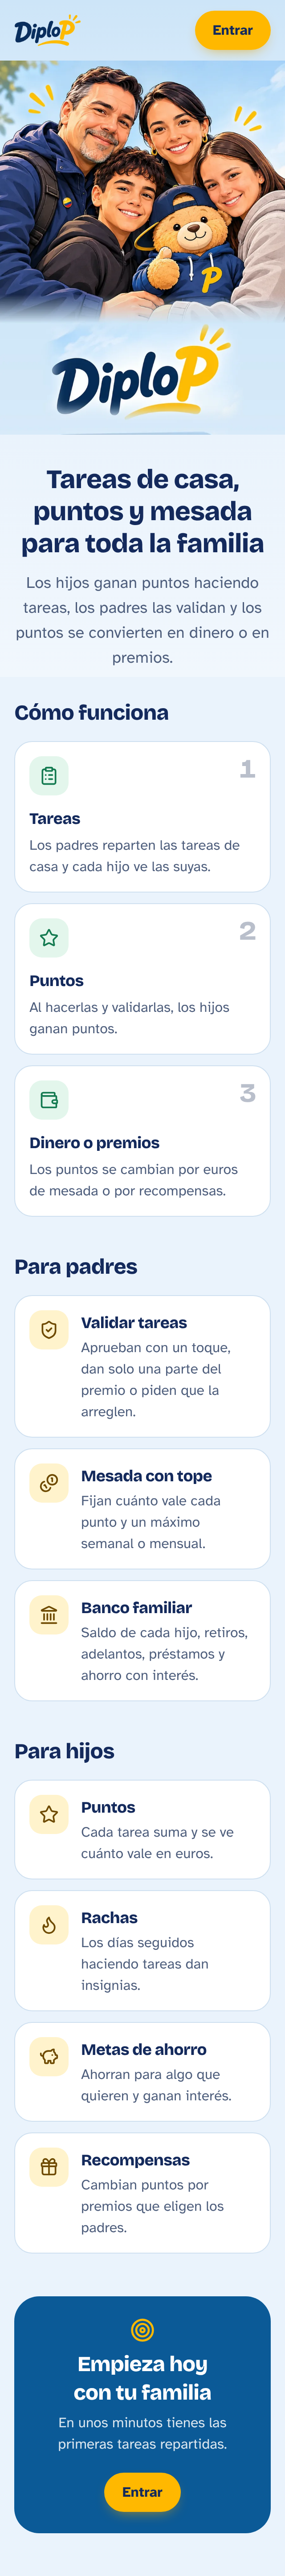 DiploP
Entrar
P
DiploP
Tareas de casa,
puntos y mesada
para toda la familia
Los hijos ganan puntos haciendo
tareas, los padres las validan y los
puntos se convierten en dinero o en
premios.
Cómo funciona
1
Tareas
Los padres reparten las tareas de
casa y cada hijo ve las suyas.
2
Puntos
Al hacerlas y validarlas, los hijos
ganan puntos.
3
Dinero o premios
Los puntos se cambian por euros
de mesada o por recompensas.
Para padres
Validar tareas
Aprueban con un toque,
dan solo una parte del
premio o piden que la
arreglen.
Mesada con tope
Fijan cuánto vale cada
punto y un máximo
semanal o mensual.
Banco familiar
Saldo de cada hijo, retiros,
adelantos, préstamos y
ahorro con interés.
Para hijos
Puntos
Cada tarea suma y se ve
cuánto vale en euros.
Rachas
Los días seguidos
haciendo tareas dan
insignias.
Metas de ahorro
Ahorran para algo que
quieren y ganan interés.
Recompensas
Cambian puntos por
premios que eligen los
padres.
Empieza hoy
con tu familia
En unos minutos tienes las
primeras tareas repartidas.
Entrar